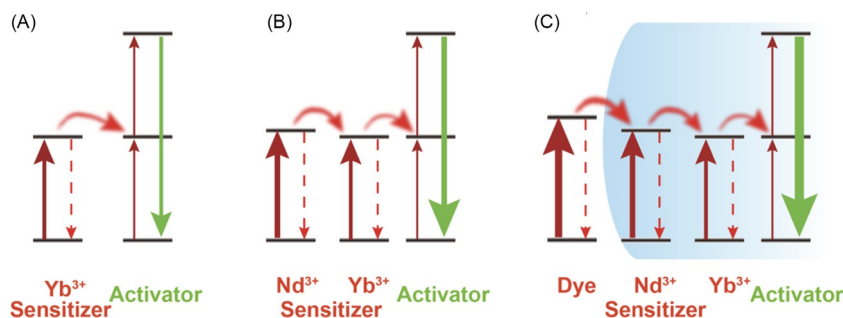 (A)
Yb³⁺
Sensitizer
Activator
(B)
Nd³⁺ Yb³⁺
Sensitizer
Activator
(C)
Dye
Nd³⁺ Yb³⁺
Sensitizer
Activator